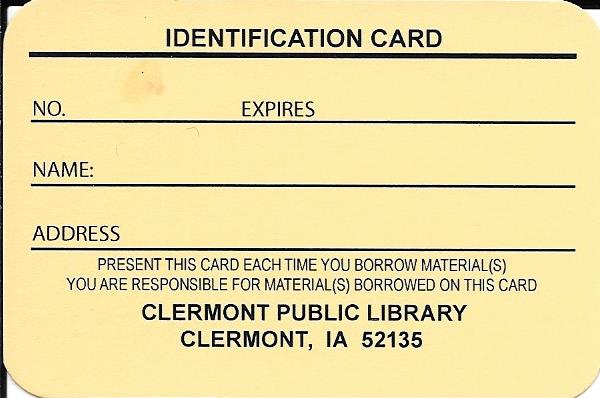 IDENTIFICATION CARD
NO. EXPIRES
NAME:
ADDRESS
PRESENT THIS CARD EACH TIME YOU BORROW MATERIAL(S)
YOU ARE RESPONSIBLE FOR MATERIAL(S) BORROWED ON THIS CARD
CLERMONT PUBLIC LIBRARY
CLERMONT, IA 52135